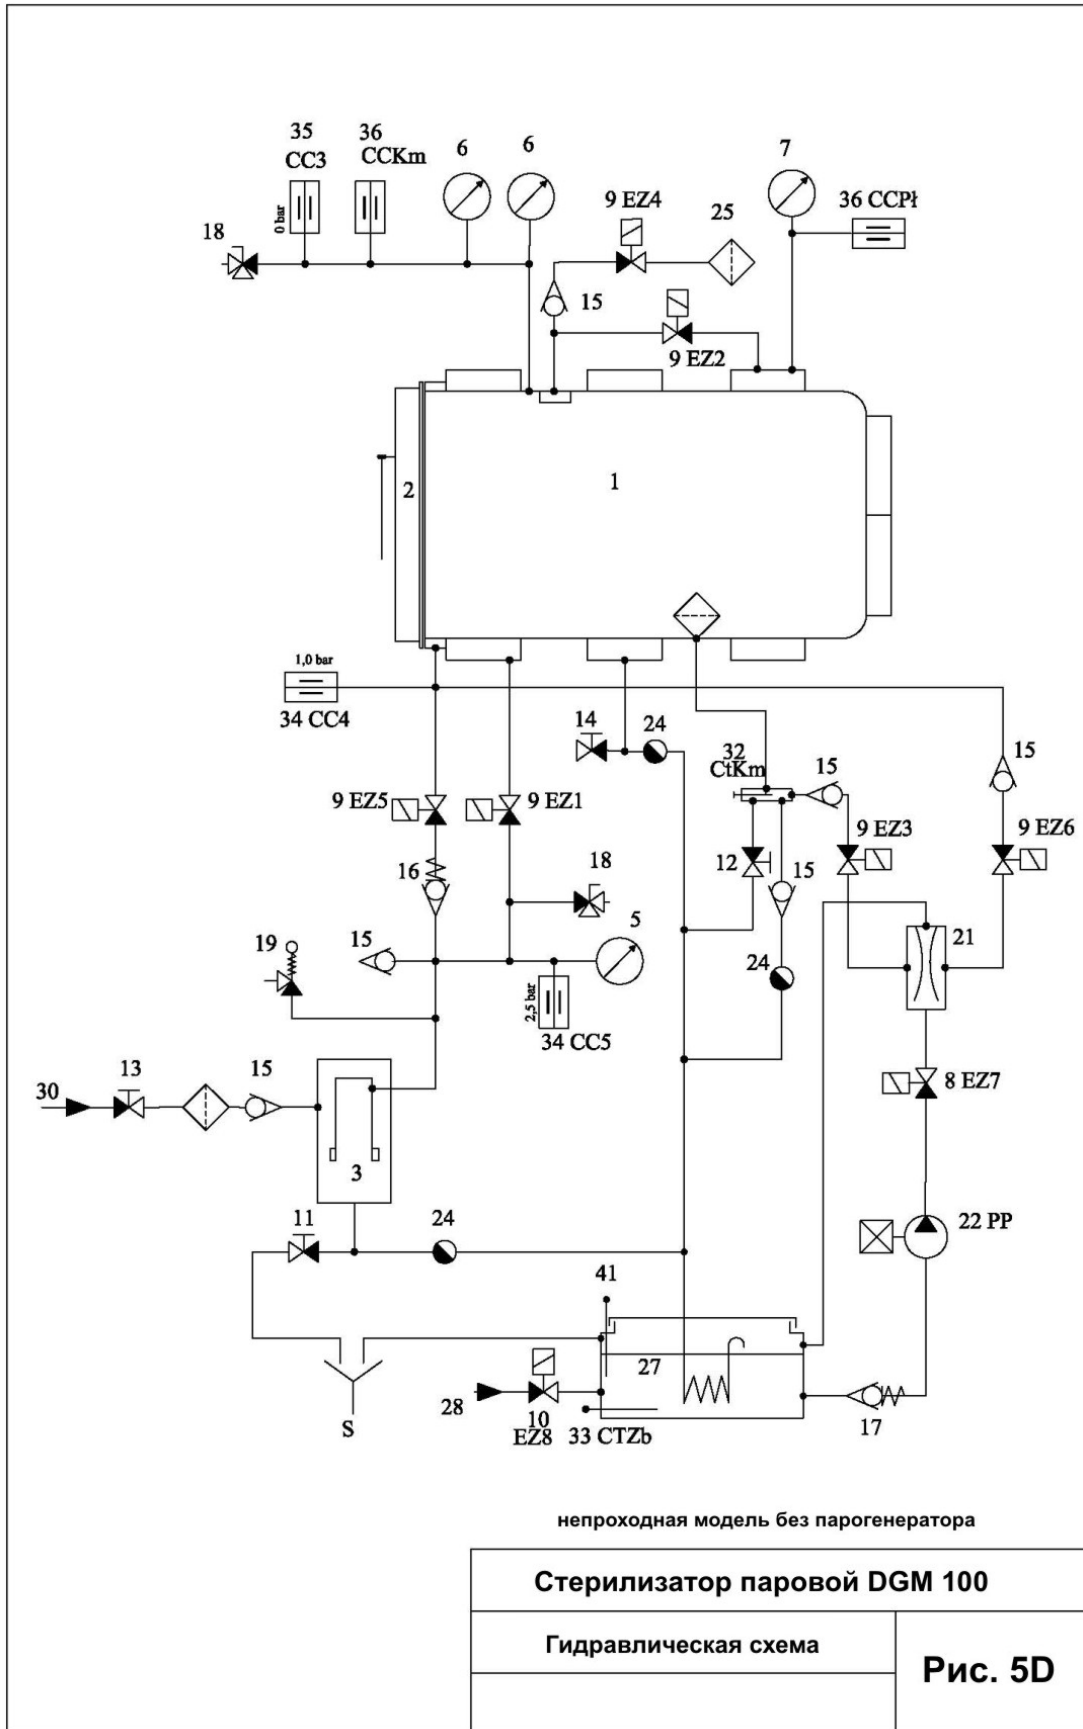 35
CC3
36
CCKm
6
6
7
9 EZ4
25
36 CCPł
0 bar
18
15
9 EZ2
2
1
1,0 bar
34 CC4
14
24
32
CtKm
15
15
9 EZ5
9 EZ1
9 EZ3
9 EZ6
16
12
15
18
19
15
5
21
24
2,5 bar
34 CC5
13
15
8 EZ7
30
3
11
24
22 PP
41
27
28
10
EZ8
33 CTZb
17
S
непроходная модель без парогенератора
Стерилизатор паровой DGM 100
Гидравлическая схема
Рис. 5D